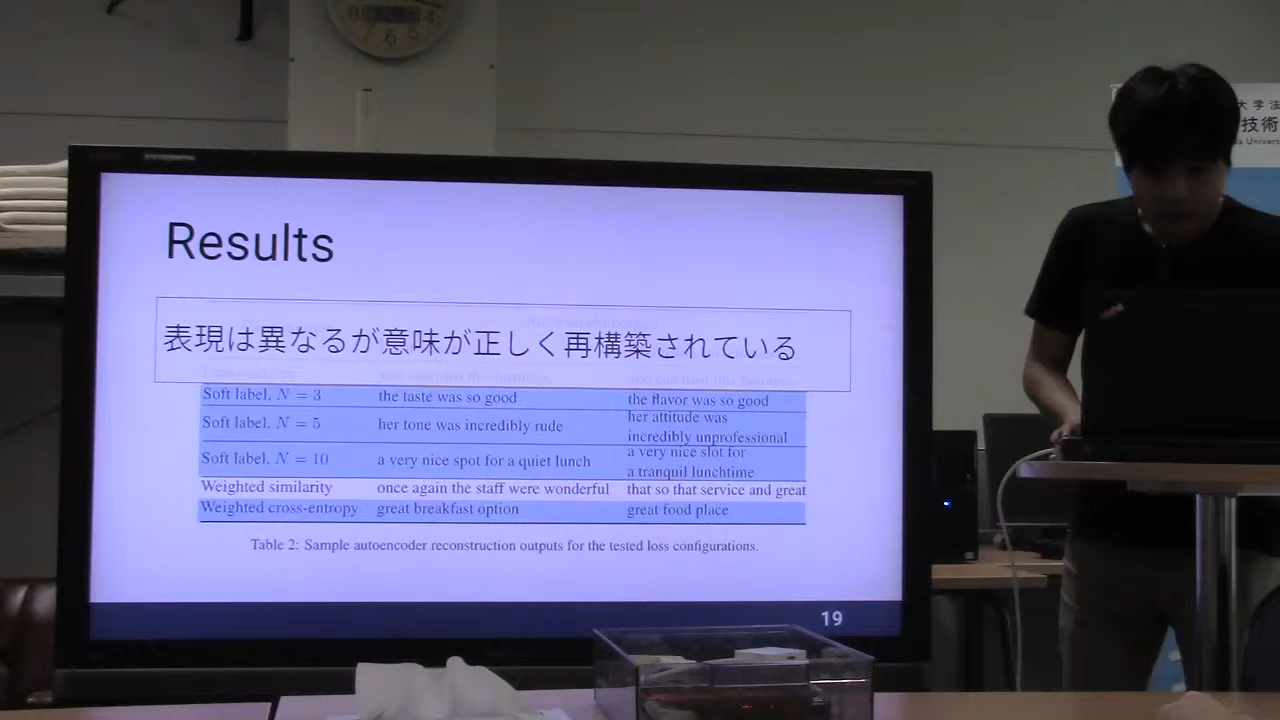 Results
表現は異なるが意味が正しく再構築されている
Soft label, N = 3 the taste was so good the flavor was so good
Soft label, N = 5 her tone was incredibly rude her attitude was
incredibly unprofessional
Soft label, N = 10 a very nice spot for a quiet lunch a very nice slot for
a tranquil lunchtime
Weighted similarity once again the staff were wonderful that so that service and great
Weighted cross-entropy great breakfast option great food place
Table 2: Sample autoencoder reconstruction outputs for the tested loss configurations.
19
大学法
技術